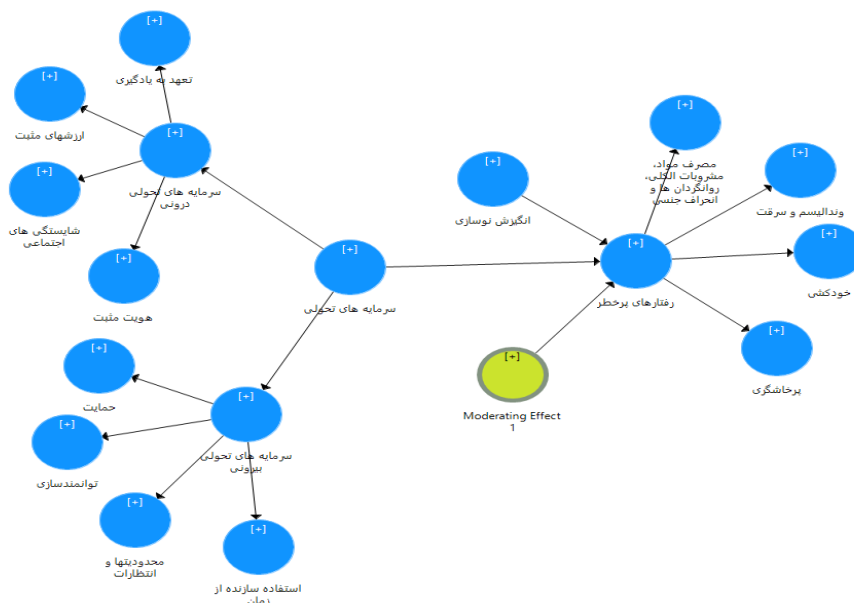 [+]
تعهد به یادگیری
[+]
ارزشهای مثبت
[+]
سرمایه های تحولی
درونی
[+]
شایستگی های
اجتماعی
[+]
هویت مثبت
[+]
سرمایه های تحولی
[+]
حمایت
[+]
سرمایه های تحولی
بیرونی
[+]
توانمندسازی
[+]
محدودیتها و
انتظارات
[+]
استفاده سازنده از
زمان
[+]
انگیزش نوسازی
[+]
Moderating Effect
1
[+]
رفتارهای پرخطر
[+]
مصرف مواد،
مشروبات الکلی،
روانگردان ها و
انحراف جنسی
[+]
وندالیسم و سرقت
[+]
خودکشی
[+]
پرخاشگری